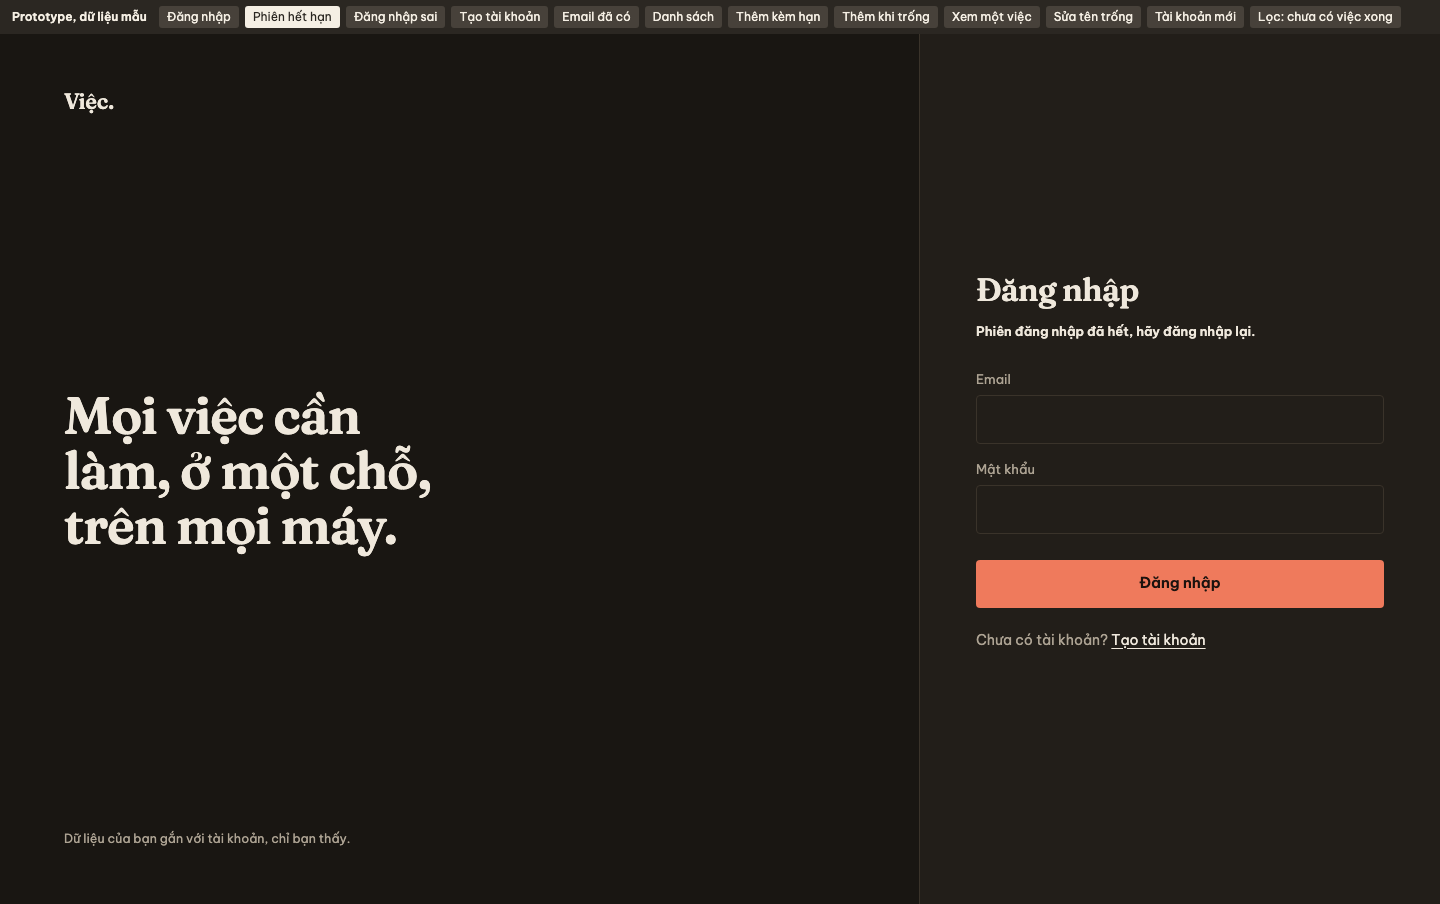 Prototype, dữ liệu mẫu Đăng nhập Phiên hết hạn Đăng nhập sai Tạo tài khoản Email đã có Danh sách Thêm kèm hạn Thêm khi trống Xem một việc Sửa tên trống Tài khoản mới Lọc: chưa có việc xong
Việc.
Mọi việc cần
làm, ở một chỗ,
trên mọi máy.
Dữ liệu của bạn gắn với tài khoản, chỉ bạn thấy.
Đăng nhập
Phiên đăng nhập đã hết, hãy đăng nhập lại.
Email
Mật khẩu
Đăng nhập
Chưa có tài khoản? Tạo tài khoản